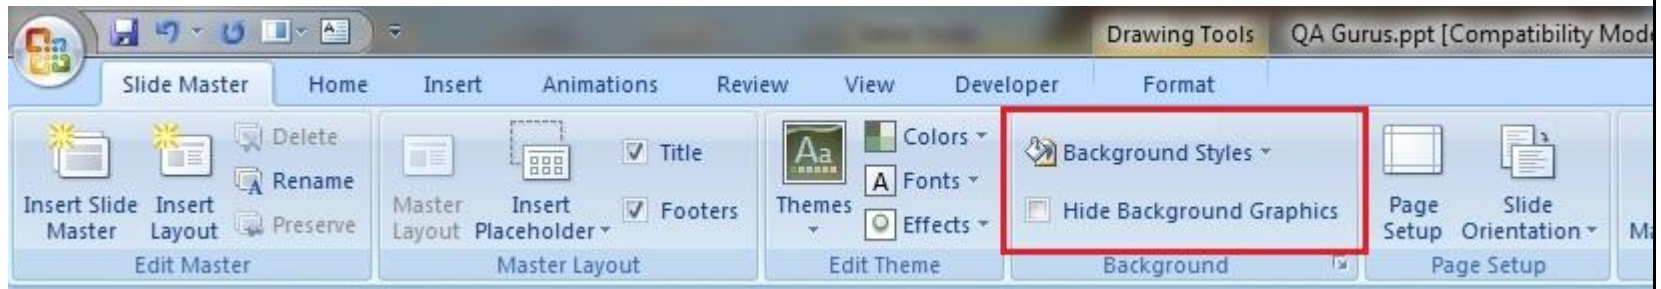 Drawing Tools QA Gurus.ppt [Compatibility Mode
Slide Master Home Insert Animations Review View Developer Format
Insert Slide Master
Insert Layout
Delete
Rename
Preserve
Edit Master
Master Layout
Insert Placeholder
Title
Footers
Master Layout
Aa
Themes
Colors
A Fonts
Effects
Edit Theme
Background Styles
Hide Background Graphics
Background
Page Setup
Slide Orientation
Page Setup